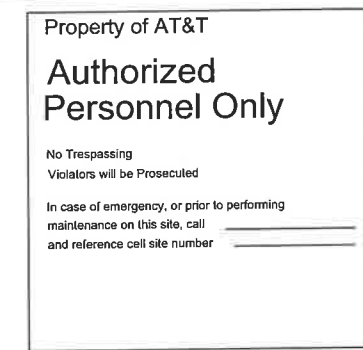 Property of AT&T
Authorized
Personnel Only
No Trespassing
Violators will be Prosecuted
In case of emergency, or prior to performing
maintenance on this site, call
and reference cell site number